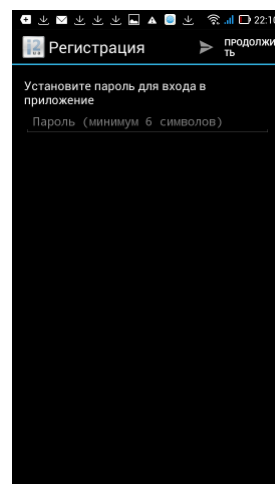 22:10
Регистрация
ПРОДОЛЖИ
ТЬ
Установите пароль для входа в
приложение
Пароль (минимум 6 символов)